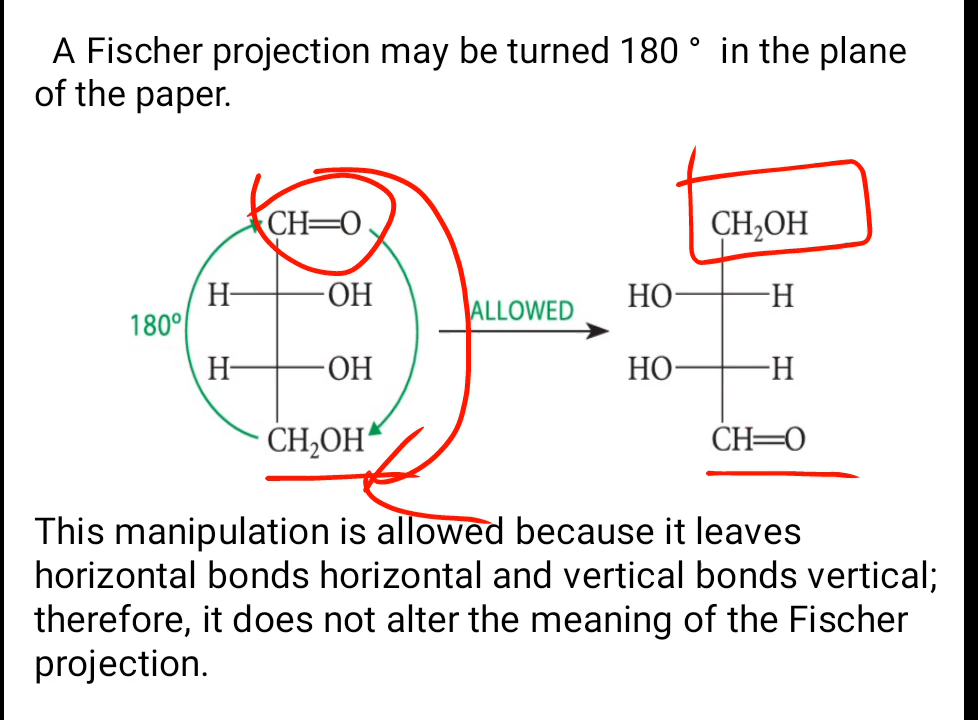 A Fischer projection may be turned 180 ° in the plane
of the paper.
CH=O CH₂OH
H OH HO H
180° ALLOWED
H OH HO H
CH₂OH CH=O
This manipulation is allowed because it leaves
horizontal bonds horizontal and vertical bonds vertical;
therefore, it does not alter the meaning of the Fischer
projection.